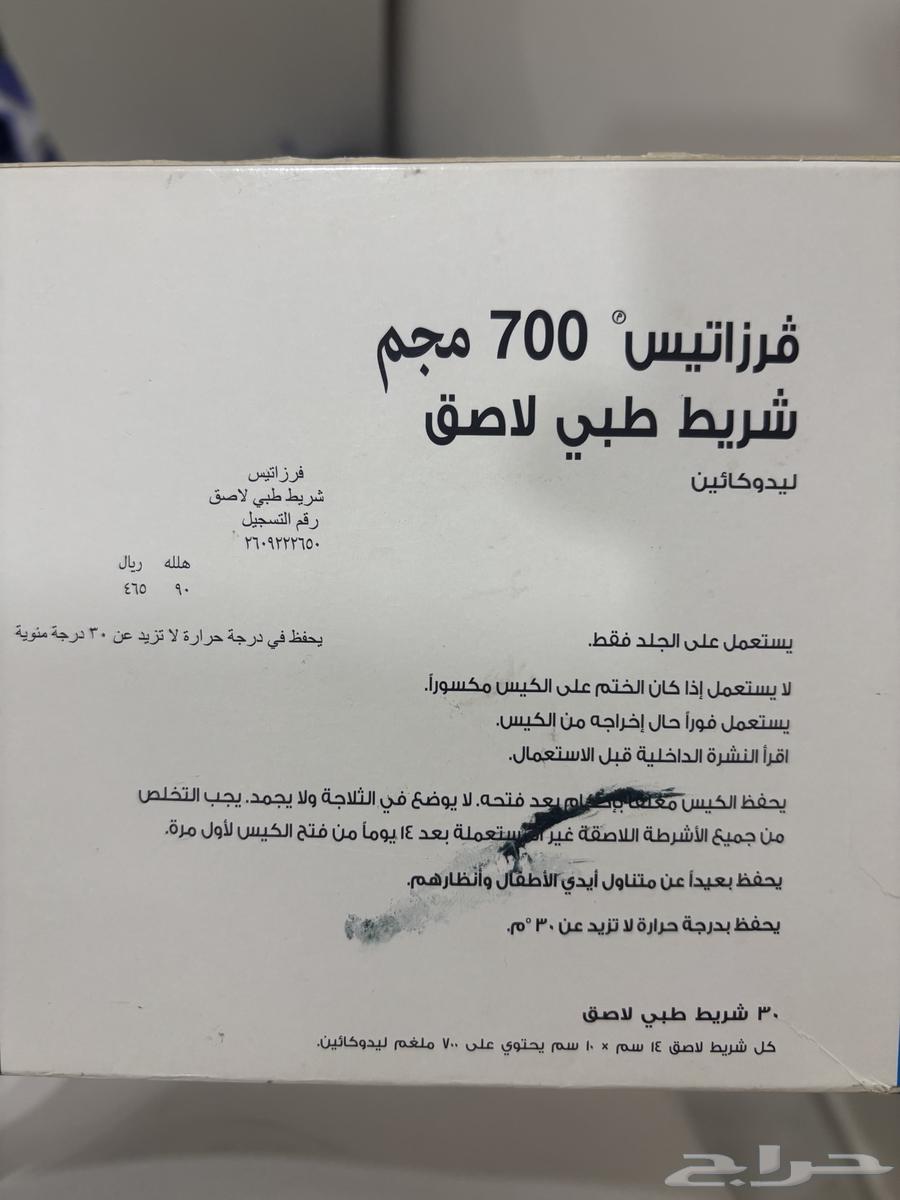 ڤرزاتيس م 700 مجم
شريط طبي لاصق
ليدوكائين
فرزاتيس
شريط طبي لاصق
رقم التسجيل
٢٦٠٩٢٢٢٦٥٠
هلله ريال
٩٠ ٤٦٥
يحفظ في درجة حرارة لا تزيد عن ٣٠ درجة مئوية
يستعمل على الجلد فقط.
لا يستعمل إذا كان الختم على الكيس مكسوراً.
يستعمل فوراً حال إخراجه من الكيس.
اقرأ النشرة الداخلية قبل الاستعمال.
يحفظ الكيس مغلقاً بإحكام بعد فتحه. لا يوضع في الثلاجة ولا يجمد. يجب التخلص
من جميع الأشرطة اللاصقة غير المستعملة بعد ١٤ يوماً من فتح الكيس لأول مرة.
يحفظ بعيداً عن متناول أيدي الأطفال وأنظارهم.
يحفظ بدرجة حرارة لا تزيد عن ٣٠ °م.
٣٠ شريط طبي لاصق
كل شريط لاصق ١٤ سم × ١٠ سم يحتوي على ٧٠٠ ملغم ليدوكائين.
حراج